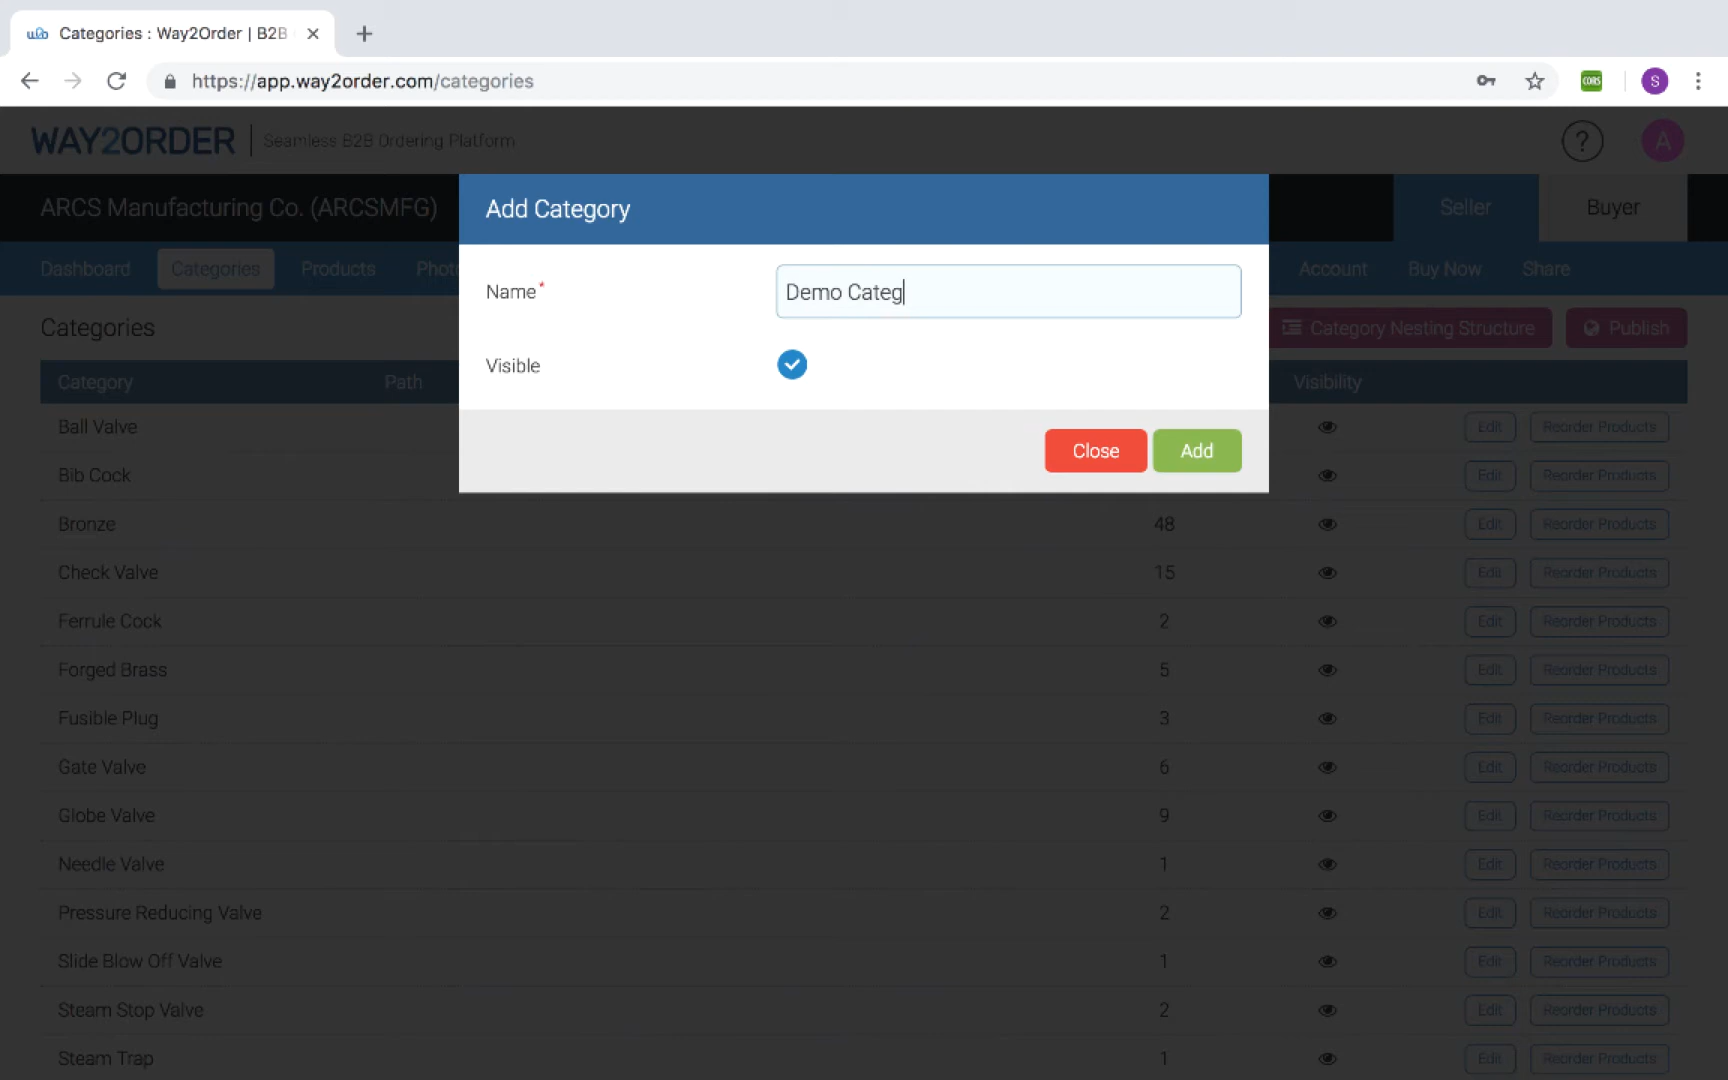 Categories : Way2Order | B2B
https://app.way2order.com/categories
CORS
S
WAY2ORDER | Seamless B2B Ordering Platform
?
A
ARCS Manufacturing Co. (ARCSMFG)
Add Category
Seller
Buyer
Dashboard Categories Products Phot
Account Buy Now Share
Name*
Demo Categ
Categories
Category Nesting Structure
Publish
Visible
Category Path
Visibility
Close Add
Ball Valve Edit Reorder Products
Bib Cock Edit Reorder Products
Bronze 48 Edit Reorder Products
Check Valve 15 Edit Reorder Products
Ferrule Cock 2 Edit Reorder Products
Forged Brass 5 Edit Reorder Products
Fusible Plug 3 Edit Reorder Products
Gate Valve 6 Edit Reorder Products
Globe Valve 9 Edit Reorder Products
Needle Valve 1 Edit Reorder Products
Pressure Reducing Valve 2 Edit Reorder Products
Slide Blow Off Valve 1 Edit Reorder Products
Steam Stop Valve 2 Edit Reorder Products
Steam Trap 1 Edit Reorder Products